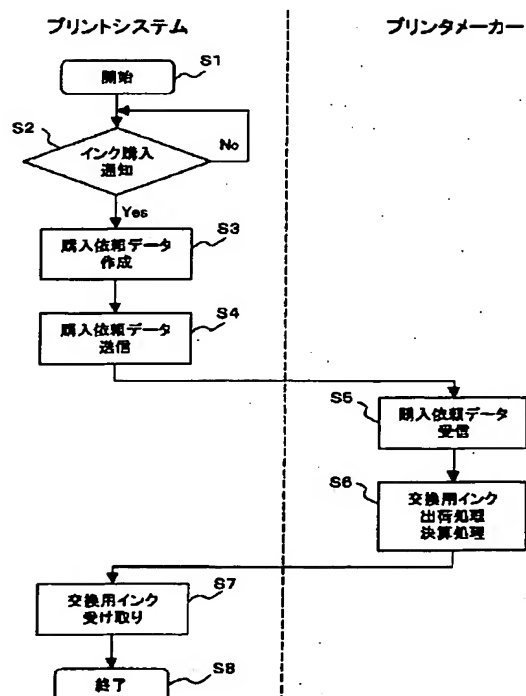 プリントシステム
プリンタメーカー
S1
開始
S2
インク購入
通知
No
Yes
S3
購入依頼データ
作成
S4
購入依頼データ
送信
S5
購入依頼データ
受信
S6
交換用インク
出荷処理
決算処理
S7
交換用インク
受け取り
S8
終了